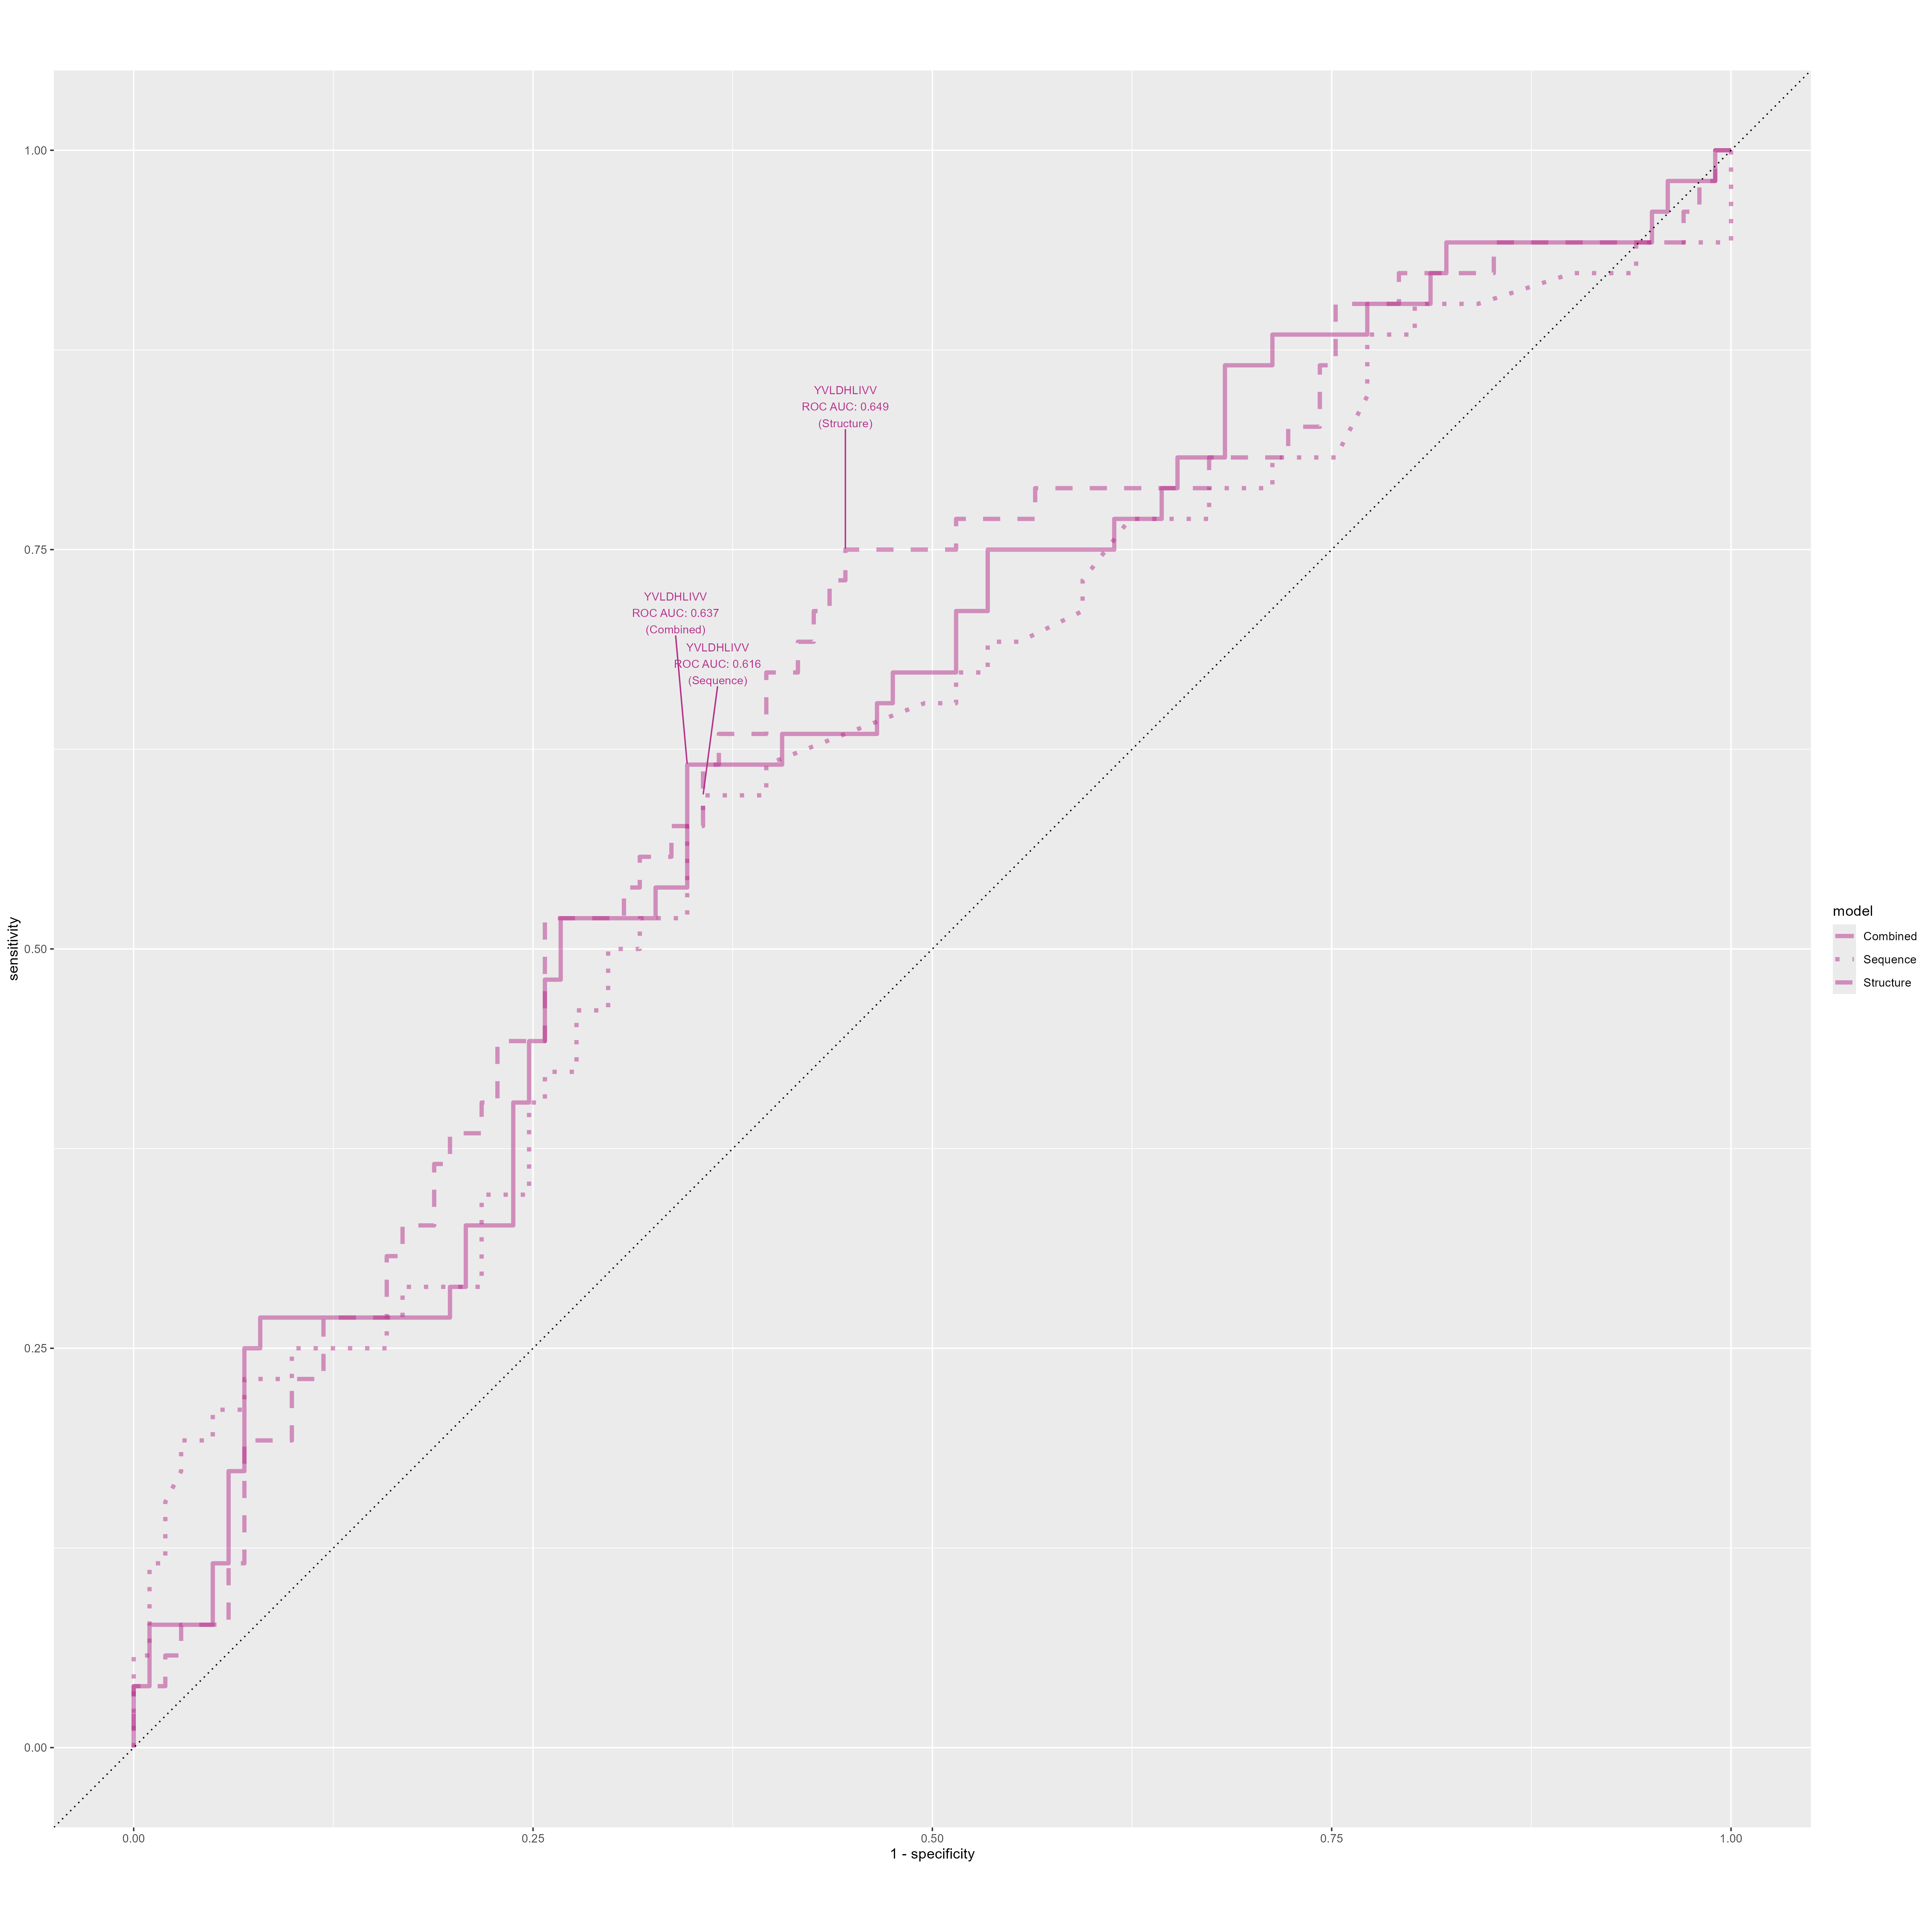 1.00
0.75
0.50
0.25
0.00
sensitivity
YVLDHLIVV
ROC AUC: 0.649
(Structure)
YVLDHLIVV
ROC AUC: 0.637
(Combined)
YVLDHLIVV
ROC AUC: 0.616
(Sequence)
0.00
0.25
0.50
0.75
1.00
1 - specificity
model
Combined
Sequence
Structure